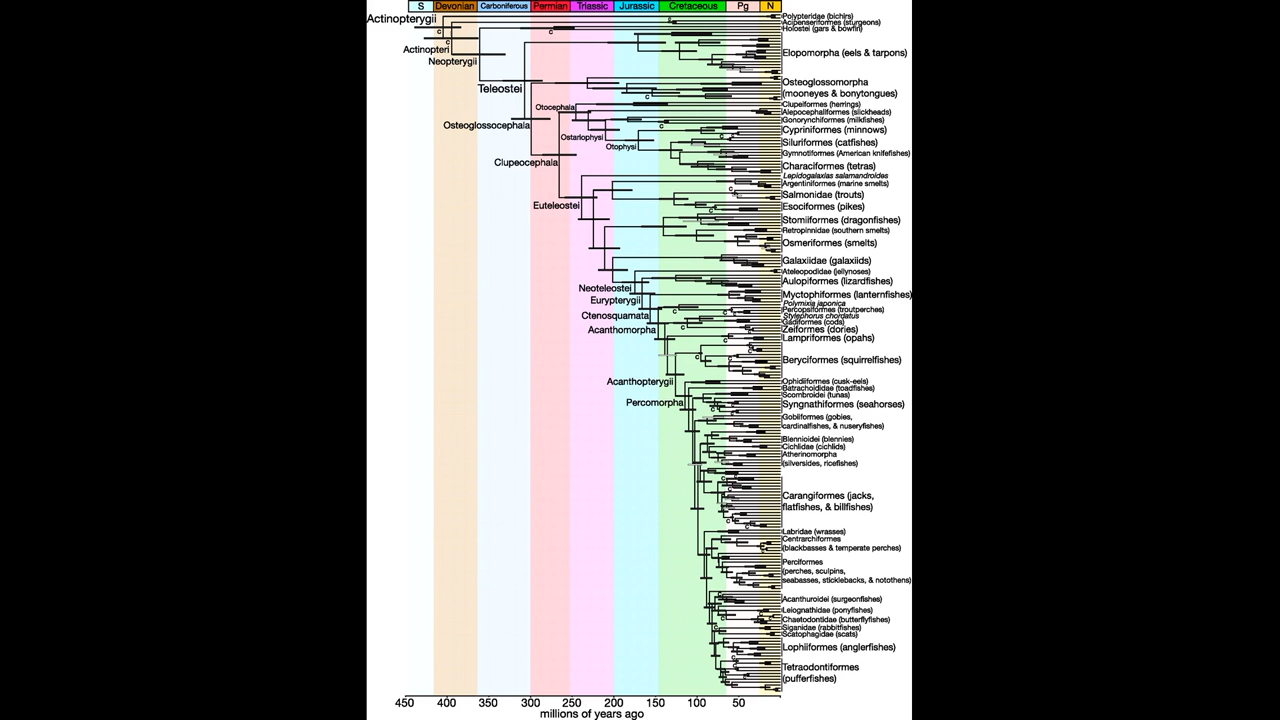 S Devonian Carboniferous Permian Triassic Jurassic Cretaceous Pg N
Actinopterygii
Polypteridae (bichirs)
Acipenseriformes (sturgeons)
Holostei (gars & bowfin)
Actinopteri
Neopterygii
Elopomorpha (eels & tarpons)
Teleostei
Osteoglossomorpha
(mooneyes & bonytongues)
Otocephala
Clupeiformes (herrings)
Alepocephaliformes (slickheads)
Gonorynchiformes (milkfishes)
Osteoglossocephala
Cypriniformes (minnows)
Ostariophysi
Siluriformes (catfishes)
Otophysi
Gymnotiformes (American knifefishes)
Clupeocephala
Characiformes (tetras)
Lepidogalaxias salamandroides
Argentiniformes (marine smelts)
Salmonidae (trouts)
Euteleostei
Esociformes (pikes)
Stomiiformes (dragonfishes)
Retropinnidae (southern smelts)
Osmeriformes (smelts)
Galaxiidae (galaxiids)
Ateleopodidae (jellynoses)
Aulopiformes (lizardfishes)
Neoteleostei
Myctophiformes (lanternfishes)
Eurypterygii
Polymixia japonica
Percopsiformes (troutperches)
Ctenosquamata
Stylephorus chordatus
Gadiformes (cods)
Acanthomorpha
Zeiformes (dories)
Lampriformes (opahs)
Beryciformes (squirrelfishes)
Acanthopterygii
Ophidiiformes (cusk-eels)
Batrachoididae (toadfishes)
Scombroidei (tunas)
Percomorpha
Syngnathiformes (seahorses)
Gobiiformes (gobies,
cardinalfishes, & nuseryfishes)
Blennioidei (blennies)
Cichlidae (cichlids)
Atherinomorpha
(silversides, ricefishes)
Carangiformes (jacks,
flatfishes, & billfishes)
Labridae (wrasses)
Centrarchiformes
(blackbasses & temperate perches)
Perciformes
(perches, sculpins,
seabasses, sticklebacks, & notothens)
Acanthuroidei (surgeonfishes)
Leiognathidae (ponyfishes)
Chaetodontidae (butterflyfishes)
Siganidae (rabbitfishes)
Scatophagidae (scats)
Lophiiformes (anglerfishes)
Tetraodontiformes
(pufferfishes)
450 400 350 300 250 200 150 100 50
millions of years ago